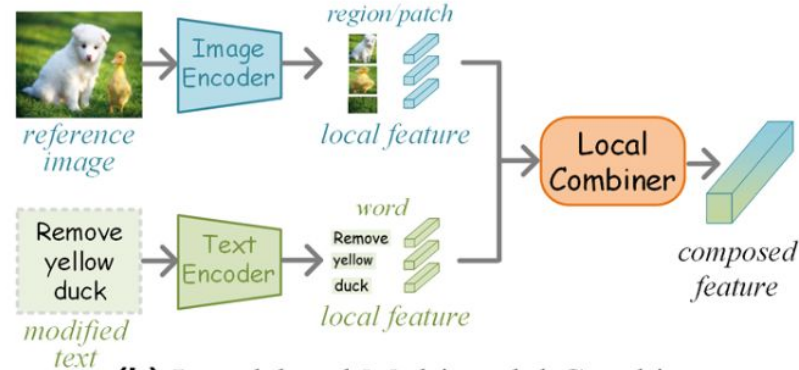 region/patch
Image
Encoder
reference
image
local feature
Local
Combiner
word
Remove
yellow
duck
Text
Encoder
Remove
yellow
duck
local feature
modified
text
composed
feature